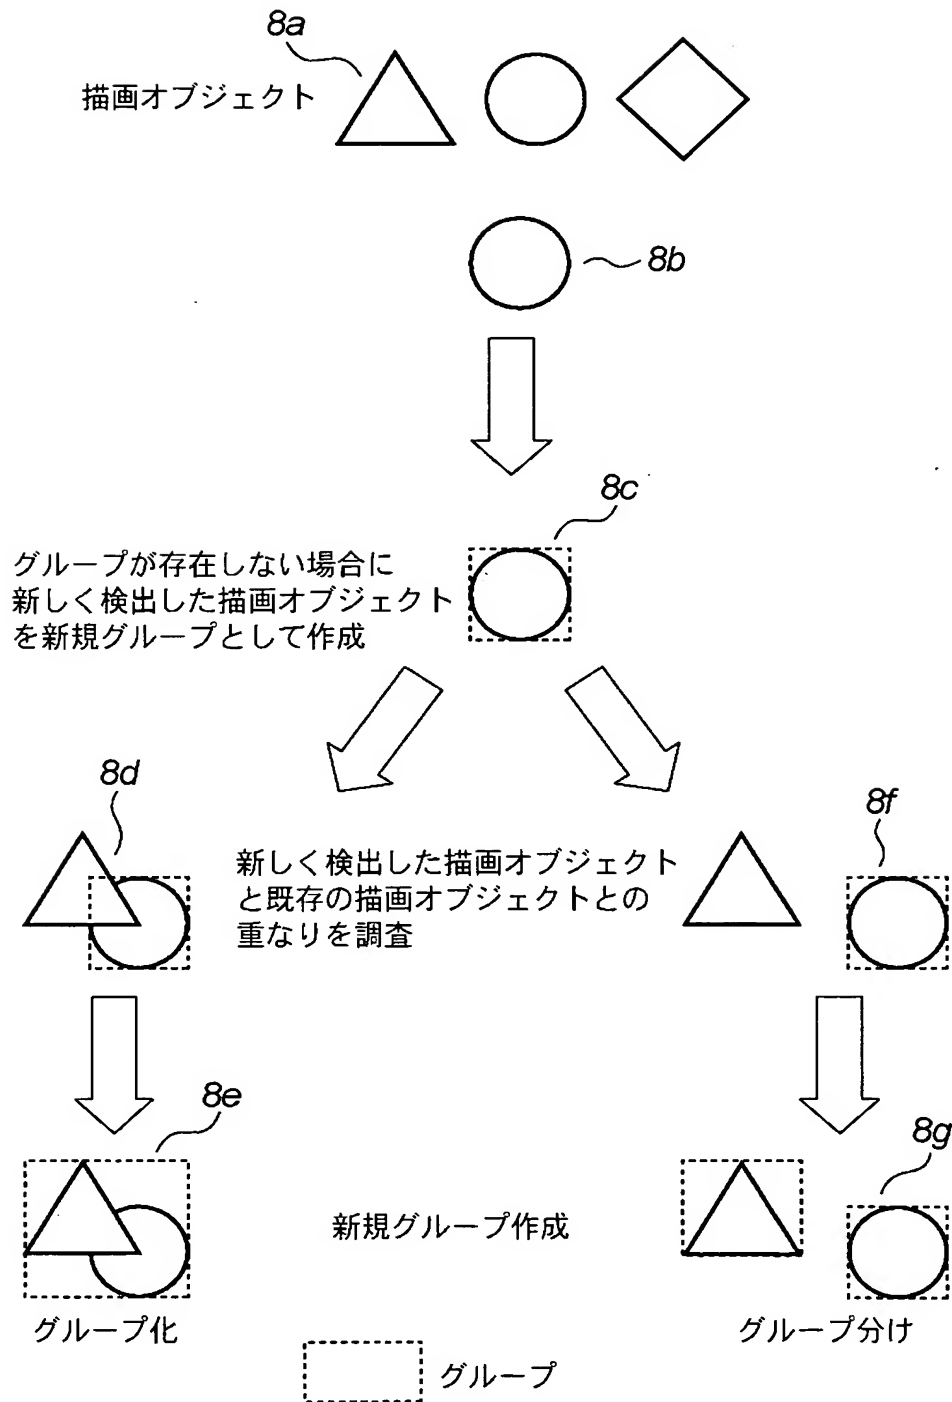 8a
描画オブジェクト
8b
8c
グループが存在しない場合に
新しく検出した描画オブジェクト
を新規グループとして作成
8d
8f
新しく検出した描画オブジェクト
と既存の描画オブジェクトとの
重なりを調査
8e
8g
新規グループ作成
グループ化
グループ分け
グループ